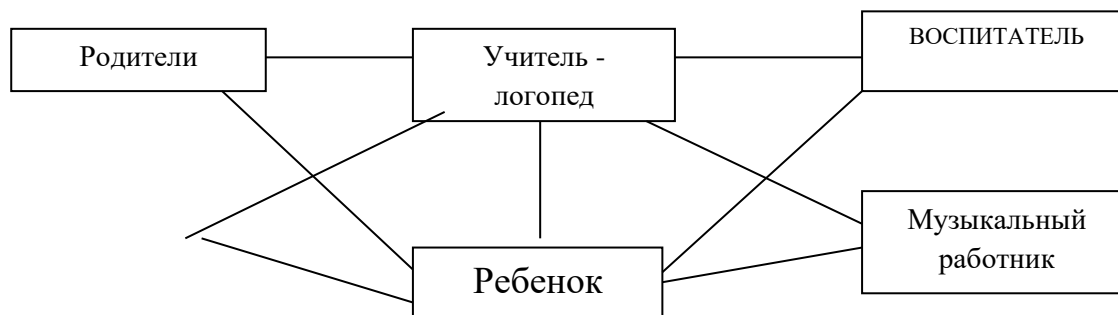 Родители
Учитель -
логопед
ВОСПИТАТЕЛЬ
Музыкальный
работник
Ребенок